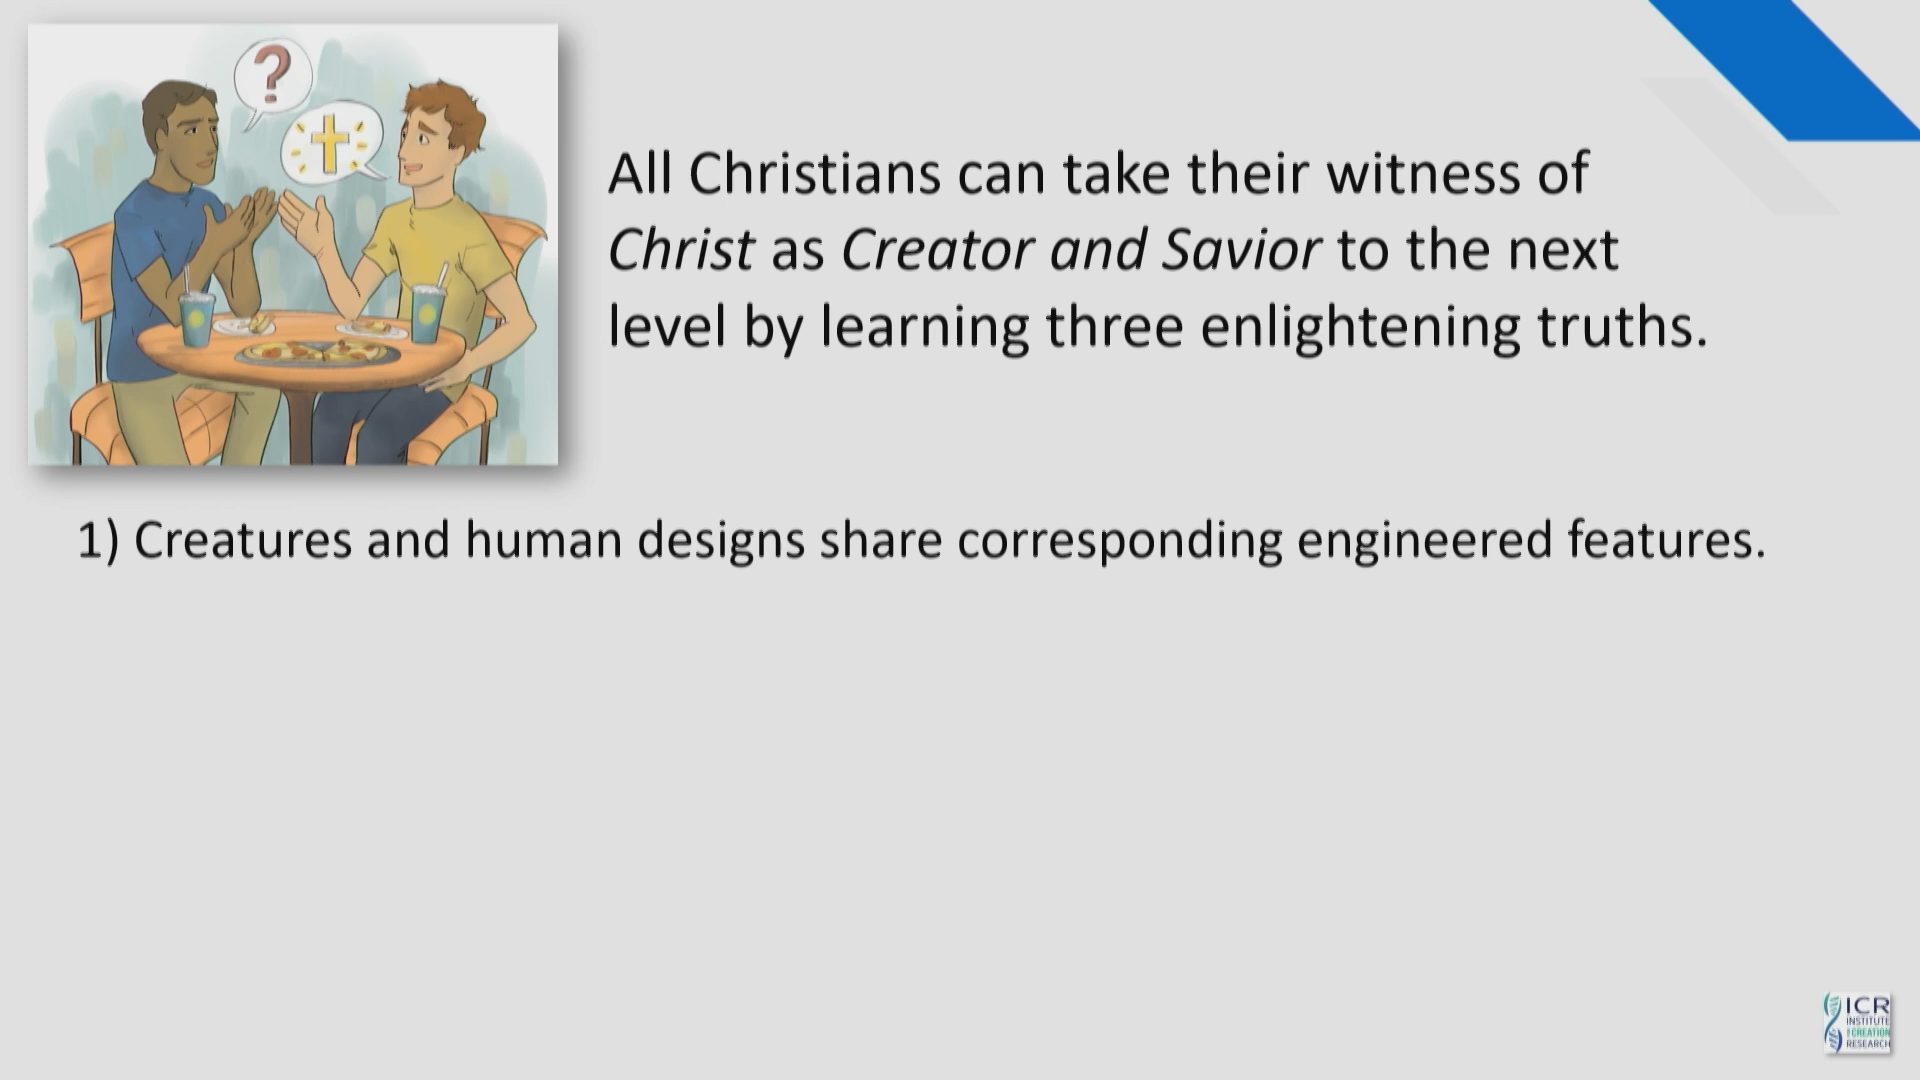 ?
All Christians can take their witness of
Christ as Creator and Savior to the next
level by learning three enlightening truths.
1) Creatures and human designs share corresponding engineered features.
ICR
INSTITUTE
for CREATION
RESEARCH